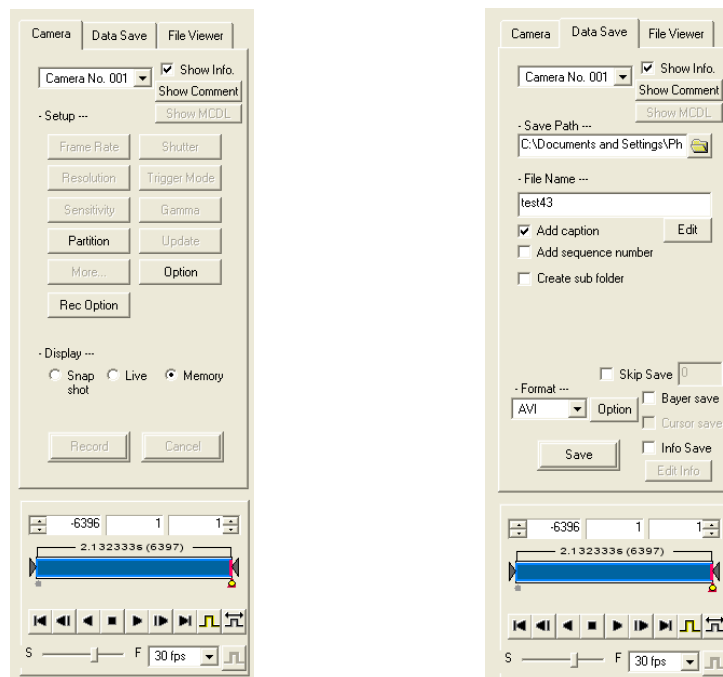 Camera Data Save File Viewer
Camera No. 001 Show Info.
Show Comment
- Setup --- Show MCDL
Frame Rate Shutter
Resolution Trigger Mode
Sensitivity Gamma
Partition Update
More... Option
Rec Option
- Display ---
Snap shot Live Memory
Record Cancel
-6396 1 1
2.132333s (6397)
S F 30 fps
Camera Data Save File Viewer
Camera No. 001 Show Info.
Show Comment
Show MCDL
- Save Path ---
C:\Documents and Settings\Ph
- File Name ---
test43
Add caption Edit
Add sequence number
Create sub folder
Skip Save 0
- Format --- Bayer save
AVI Option Cursor save
Save Info Save
Edit Info
-6396 1 1
2.132333s (6397)
S F 30 fps